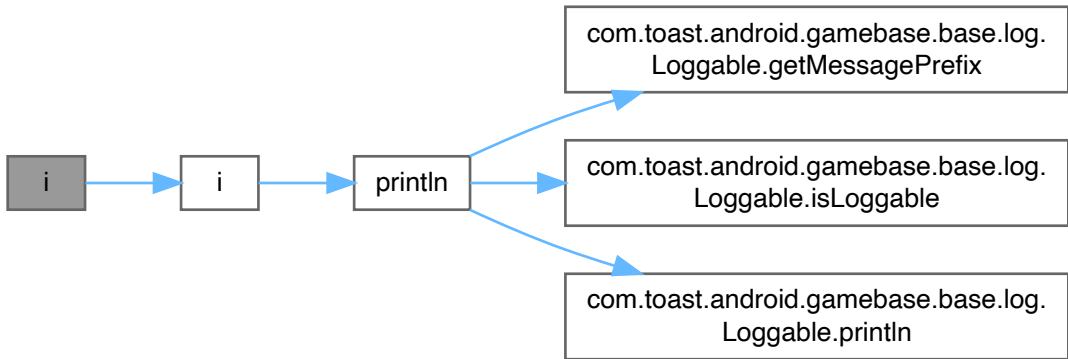 i
i
println
com.toast.android.gamebase.base.log.
Loggable.getMessagePrefix
com.toast.android.gamebase.base.log.
Loggable.isLoggable
com.toast.android.gamebase.base.log.
Loggable.println